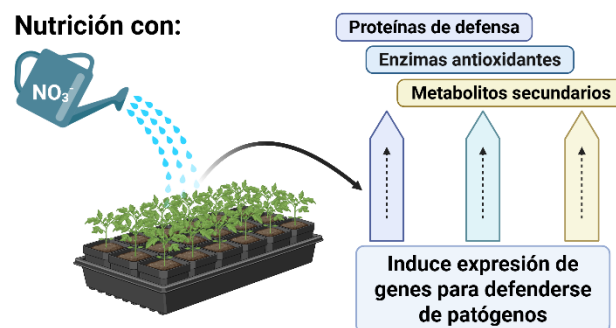 Nutrición con:
NO₃⁻
Proteínas de defensa
Enzimas antioxidantes
Metabolitos secundarios
Induce expresión de
genes para defenderse
de patógenos